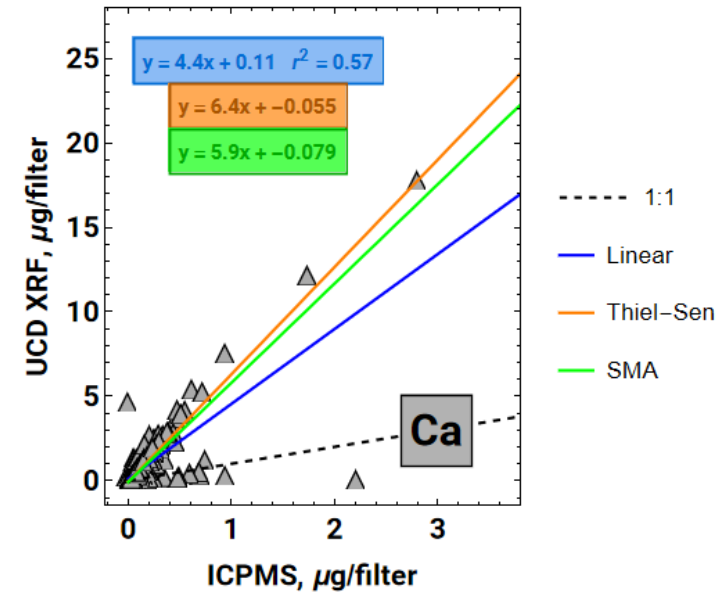 25
20
15
10
5
0
0
1
2
3
UCD XRF, µg/filter
ICPMS, µg/filter
y = 4.4x + 0.11 r² = 0.57
y = 6.4x + −0.055
y = 5.9x + −0.079
Ca
1:1
Linear
Thiel−Sen
SMA